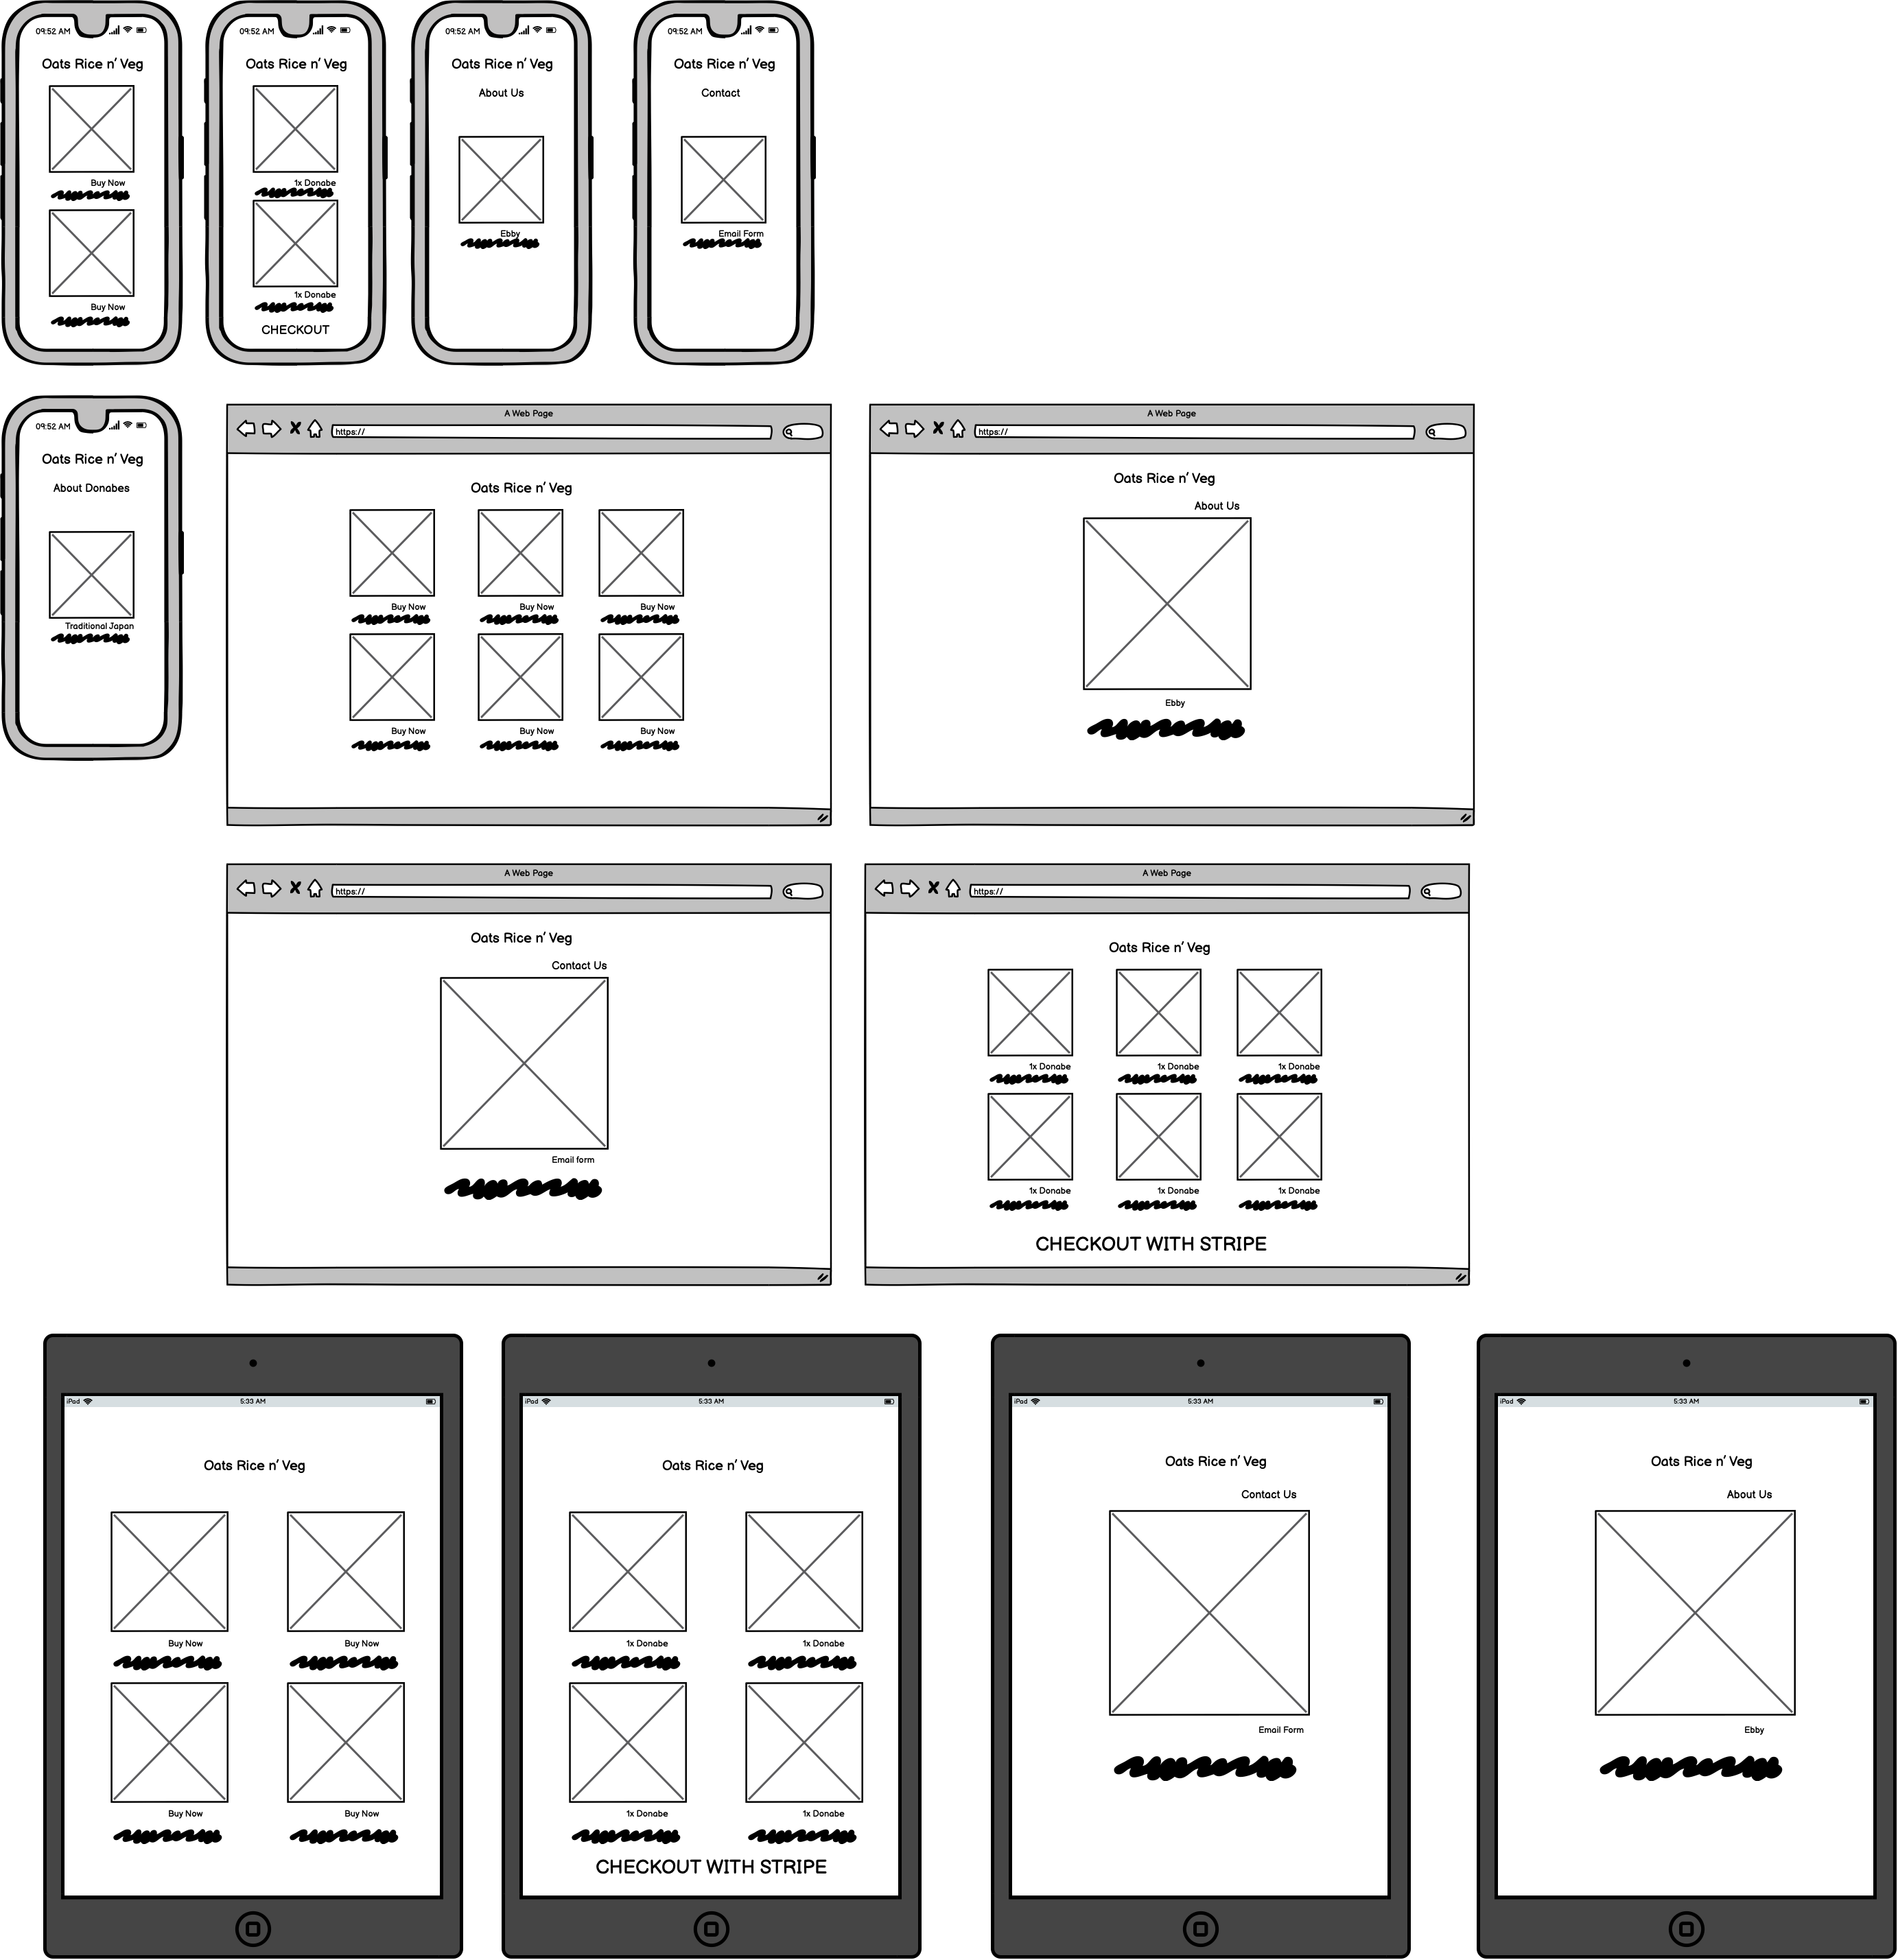 09:52 AM
Oats Rice n' Veg
Buy Now
Buy Now
09:52 AM
Oats Rice n' Veg
1x Donabe
1x Donabe
CHECKOUT
09:52 AM
Oats Rice n' Veg
About Us
Ebby
09:52 AM
Oats Rice n' Veg
Contact
Email Form
09:52 AM
Oats Rice n' Veg
About Donabes
Traditional Japan
A Web Page
https://
Oats Rice n' Veg
Buy Now Buy Now Buy Now
Buy Now Buy Now Buy Now
A Web Page
https://
Oats Rice n' Veg
About Us
Ebby
A Web Page
https://
Oats Rice n' Veg
Contact Us
Email form
A Web Page
https://
Oats Rice n' Veg
1x Donabe 1x Donabe 1x Donabe
1x Donabe 1x Donabe 1x Donabe
CHECKOUT WITH STRIPE
iPad 5:33 AM
Oats Rice n' Veg
Buy Now Buy Now
Buy Now Buy Now
iPad 5:33 AM
Oats Rice n' Veg
1x Donabe 1x Donabe
1x Donabe 1x Donabe
CHECKOUT WITH STRIPE
iPad 5:33 AM
Oats Rice n' Veg
Contact Us
Email Form
iPad 5:33 AM
Oats Rice n' Veg
About Us
Ebby